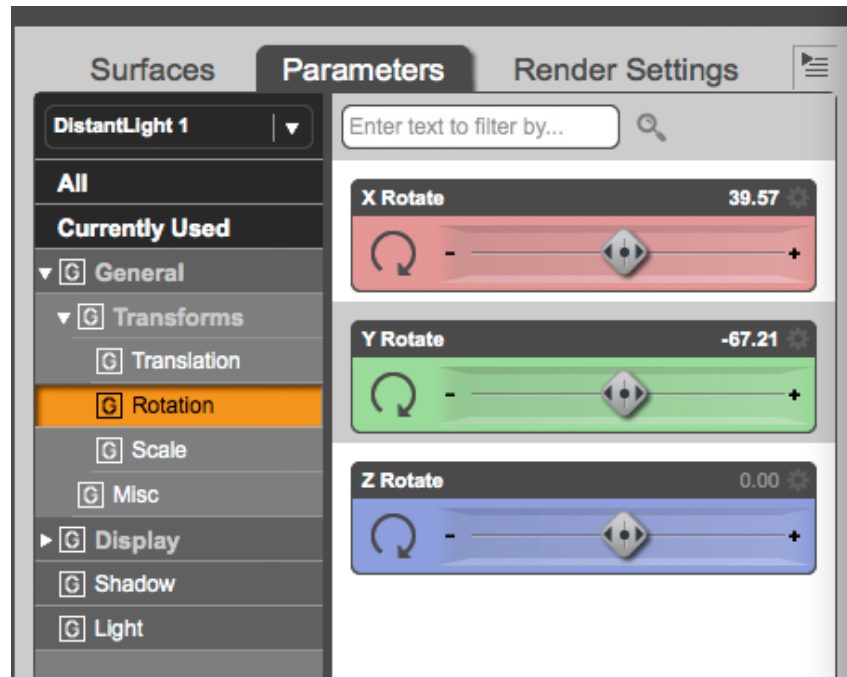 Surfaces Parameters Render Settings
DistantLight 1
Enter text to filter by...
All
Currently Used
G General
G Transforms
G Translation
G Rotation
G Scale
G Misc
G Display
G Shadow
G Light
X Rotate 39.57
- +
Y Rotate -67.21
- +
Z Rotate 0.00
- +